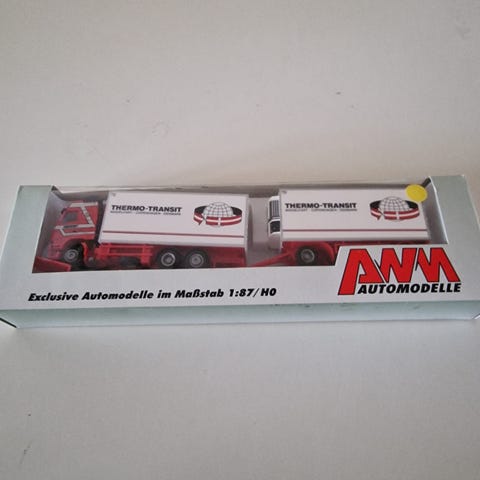 THERMO-TRANSIT
THERMO-TRANSIT
Exclusive Automodelle im Maßstab 1:87/H0
AWM
AUTOMODELLE